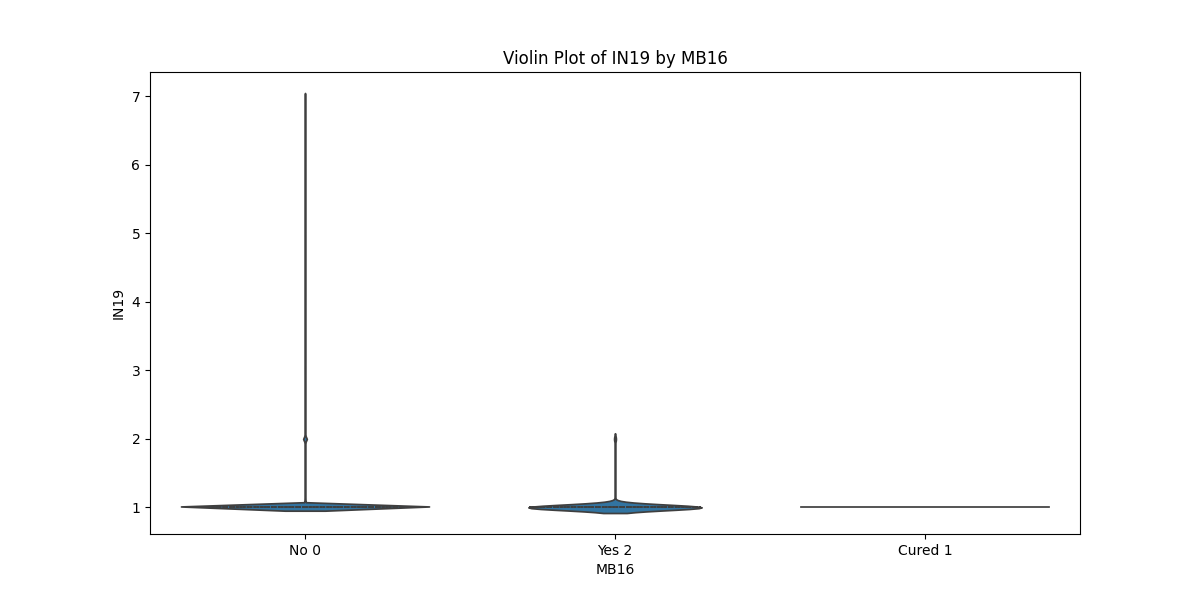 Violin Plot of IN19 by MB16
IN19
7
6
5
4
3
2
1
No 0
Yes 2
Cured 1
MB16